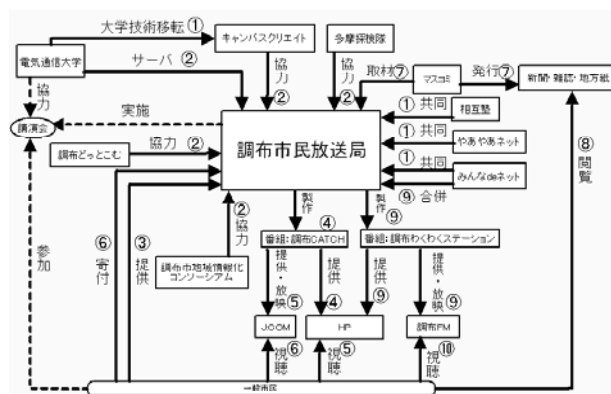 大学技術移転 ①
キャンパスクリエイト
多摩探検隊
電気通信大学
サーバ ②
協力
②
協力
②
取材 ⑦
マスコミ
発行 ⑦
新聞・雑誌・地方紙
協力
実施
講演会
① 共同
相互塾
① 共同
やあやあネット
① 共同
みんなdeネット
⑨ 合併
⑧ 閲覧
協力 ②
調布どっとこむ
調布市民放送局
② 協力
調布市地域情報化
コンソーシアム
製作 ④
製作 ⑨
番組:調布CATCH
番組:調布わくわくステーション
⑥ 寄付
③ 提供
参加
提供・放映 ⑤
提供 ④
提供 ⑨
提供・放映 ⑨
J:COM
HP
調布FM
視聴 ⑥
視聴 ⑤
視聴 ⑩
一般市民